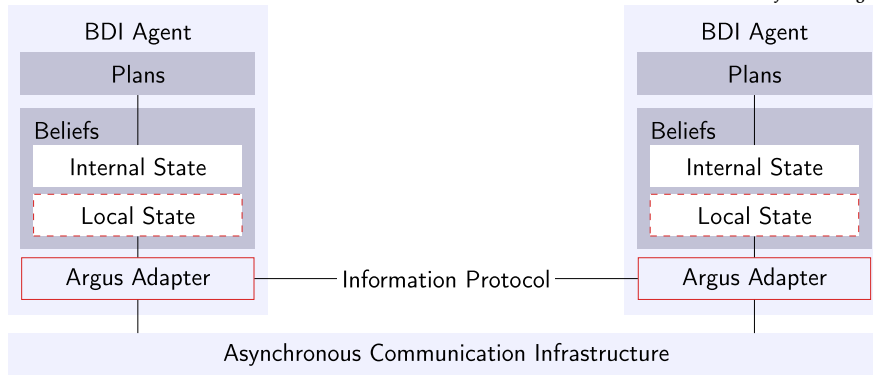 BDI Agent
Plans
Beliefs
Internal State
Local State
Argus Adapter
Information Protocol
BDI Agent
Plans
Beliefs
Internal State
Local State
Argus Adapter
Asynchronous Communication Infrastructure